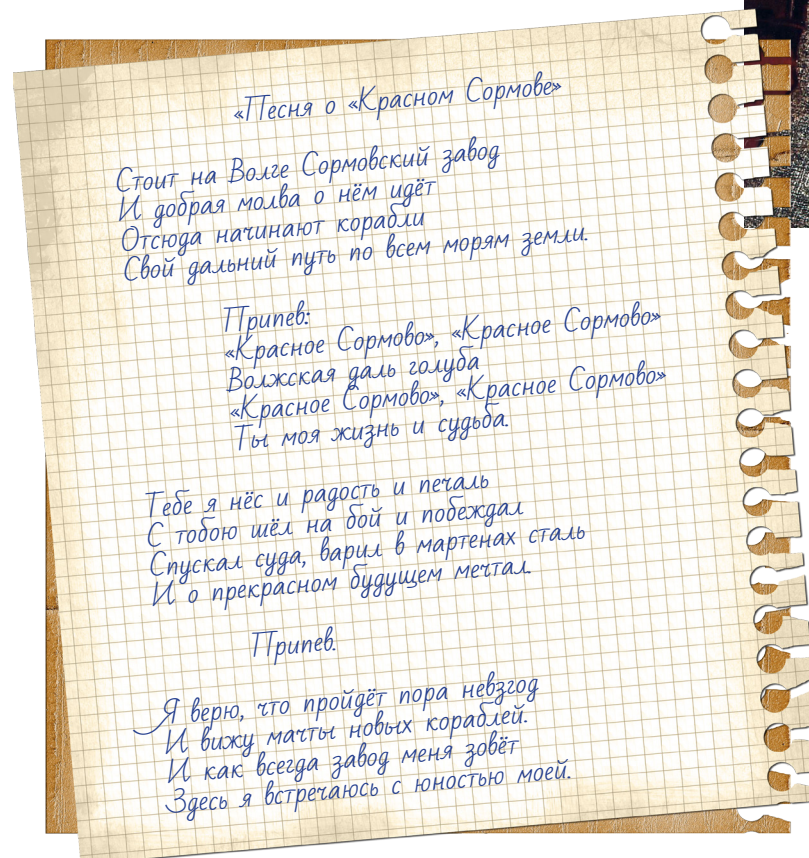 «Песня о «Красном Сормове»
Стоит на Волге Сормовский завод
И добрая молва о нём идёт
Отсюда начинают корабли
Свой дальний путь по всем морям земли.
Припев:
«Красное Сормово», «Красное Сормово»
Волжская даль голуба
«Красное Сормово», «Красное Сормово»
Ты моя жизнь и судьба.
Тебе я нёс и радость и печаль
С тобою шёл на бой и побеждал
Спускал суда, варил в мартенах сталь
И о прекрасном будущем мечтал.
Припев.
Я верю, что пройдёт пора невзгод
И вижу мачты новых кораблей.
И как всегда завод меня зовёт
Здесь я встречаюсь с юностью моей.